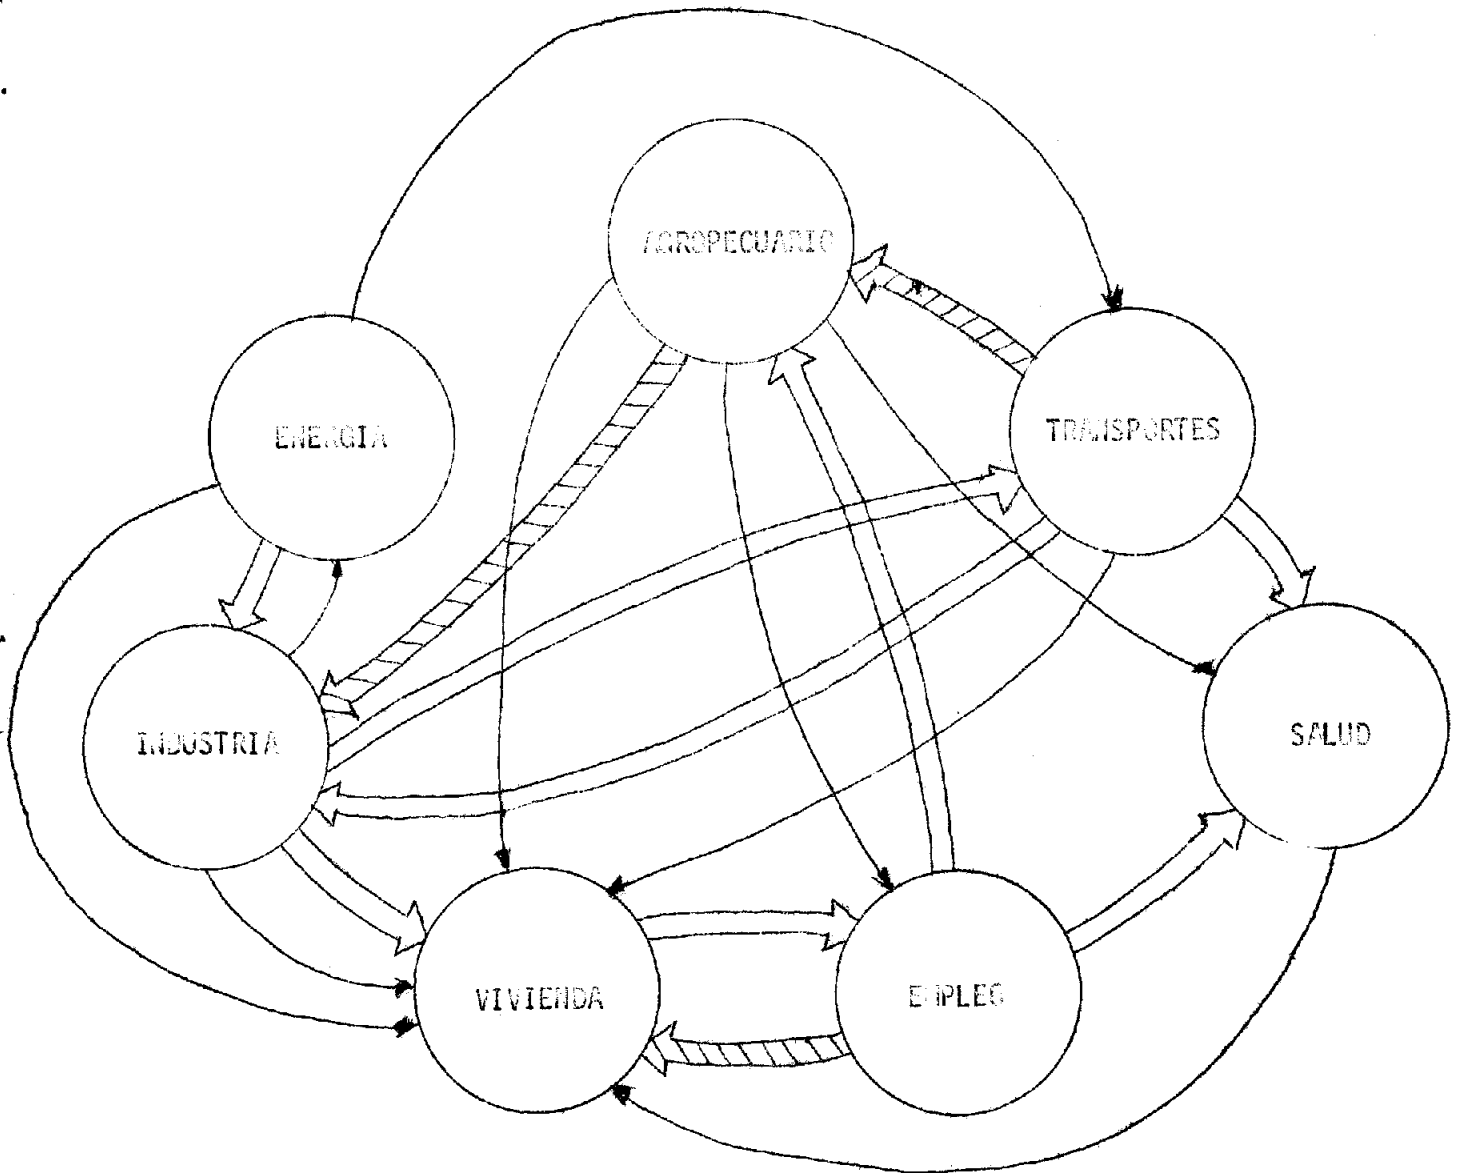 AGROPECUARIO
TRANSPORTES
ENERGIA
SALUD
INDUSTRIA
VIVIENDA
EMPLEO